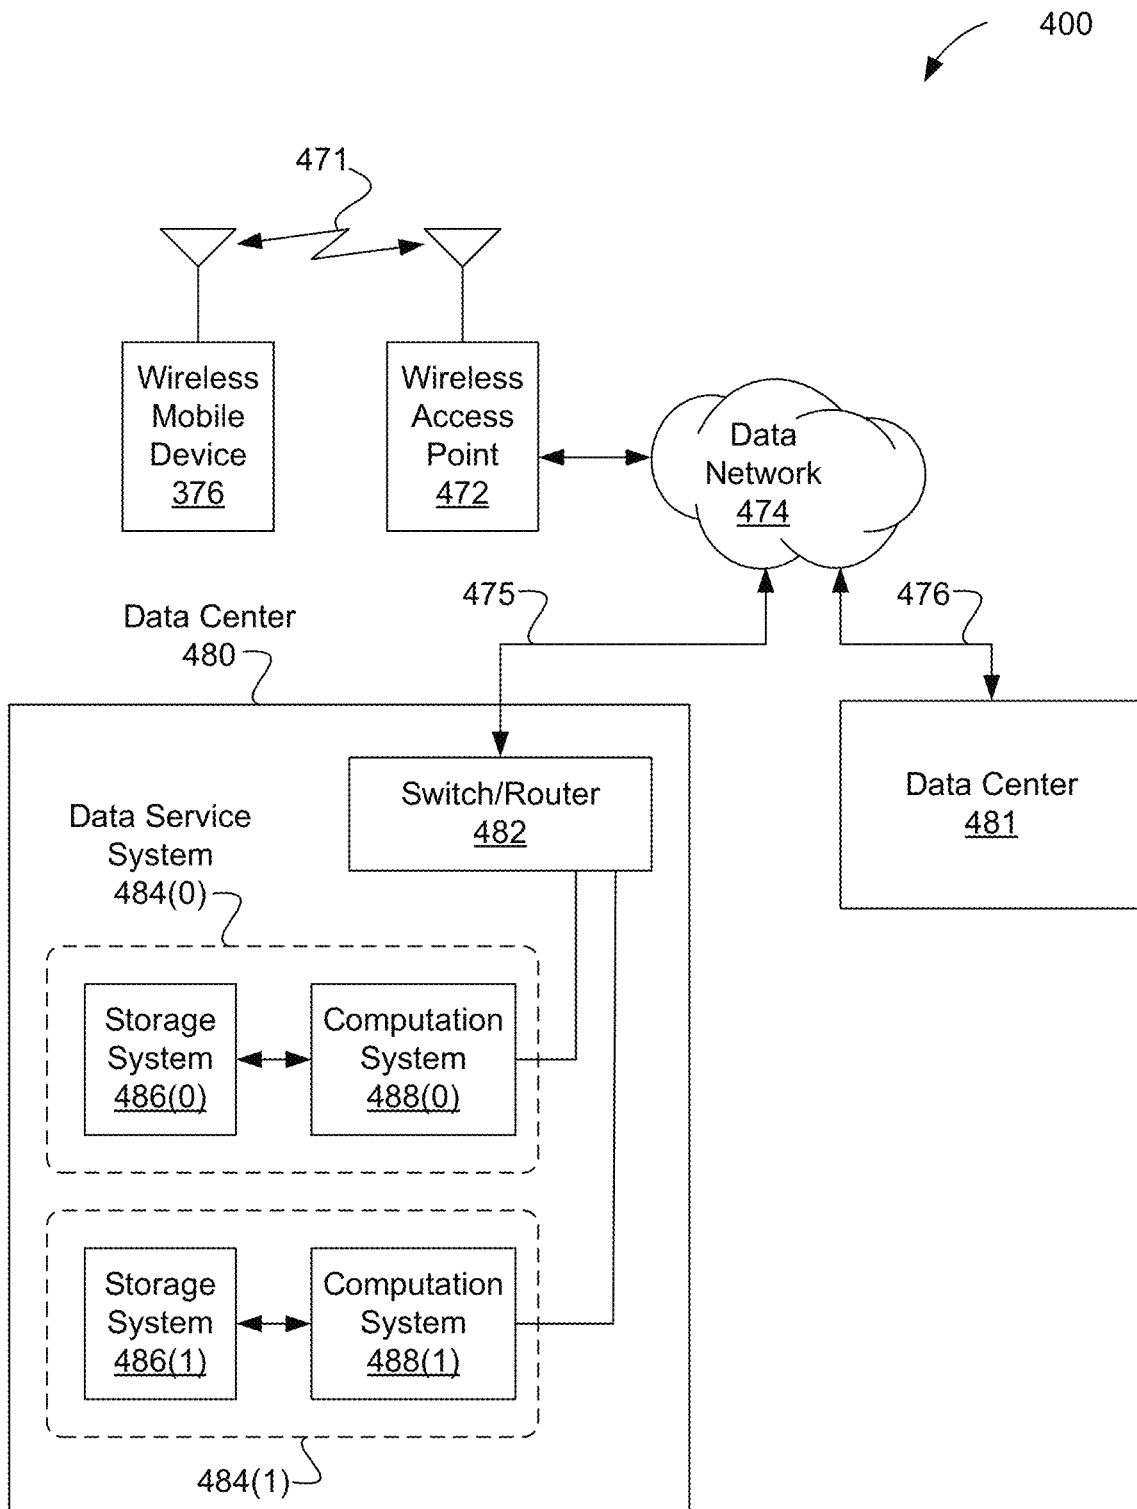 400
471
Wireless
Mobile
Device
376
Wireless
Access
Point
472
Data
Network
474
475
476
Data Center
480
Switch/Router
482
Data Center
481
Data Service
System
484(0)
Storage
System
486(0)
Computation
System
488(0)
Storage
System
486(1)
Computation
System
488(1)
484(1)